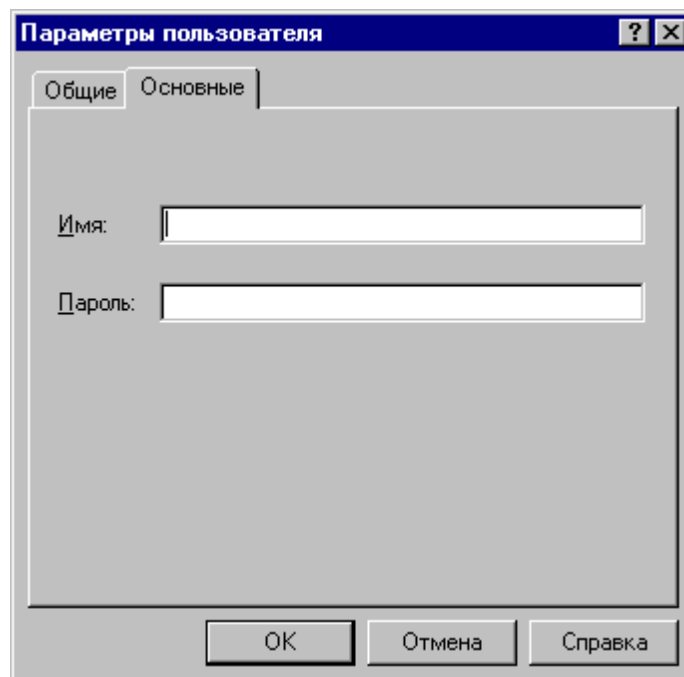 Параметры пользователя ?
Общие Основные
Имя:
Пароль:
OK Отмена Справка